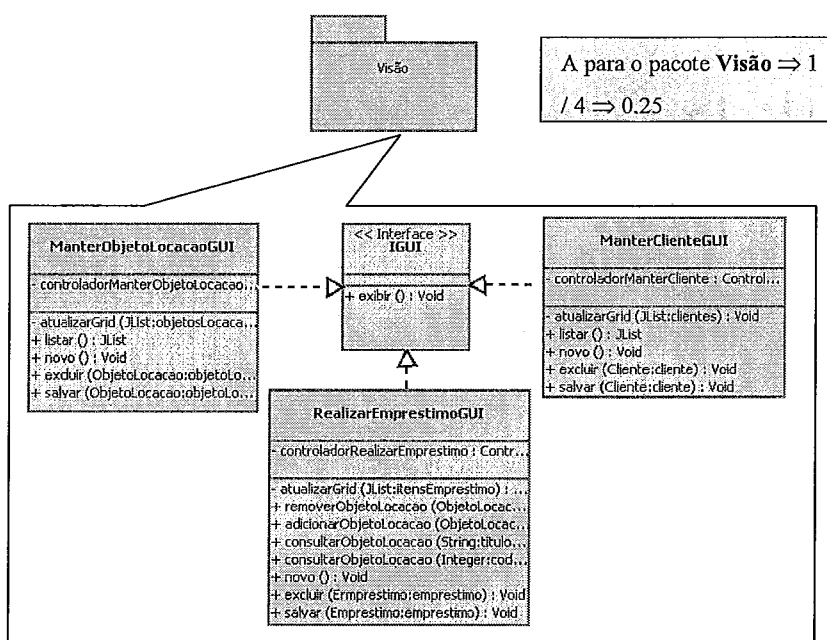 Visão
A para o pacote Visão ⇒ 1
/ 4 ⇒ 0.25
ManterObjetoLocacaoGUI
- controladorManterObjetoLocacao...
- atualizarGrid (JList:objetosLocaca...
+ listar () : JList
+ novo () : Void
+ excluir (ObjetoLocacao:objetoLo...
+ salvar (ObjetoLocacao:objetoLo...
<< Interface >>
IGUI
+ exibir () : Void
ManterClienteGUI
- controladorManterCliente : Control...
- atualizarGrid (JList:clientes) : Void
+ listar () : JList
+ novo () : Void
+ excluir (Cliente:cliente) : Void
+ salvar (Cliente:cliente) : Void
RealizarEmprestimoGUI
- controladorRealizarEmprestimo : Contr...
- atualizarGrid (JList:itensEmprestimo) : ...
+ removerObjetoLocacao (ObjetoLocac...
+ adicionarObjetoLocacao (ObjetoLocac...
+ consultarObjetoLocacao (String:titulo...
+ consultarObjetoLocacao (Integer:cod...
+ novo () : Void
+ excluir (Ermprestimo:emprestimo) : Void
+ salvar (Emprestimo:emprestimo) : Void